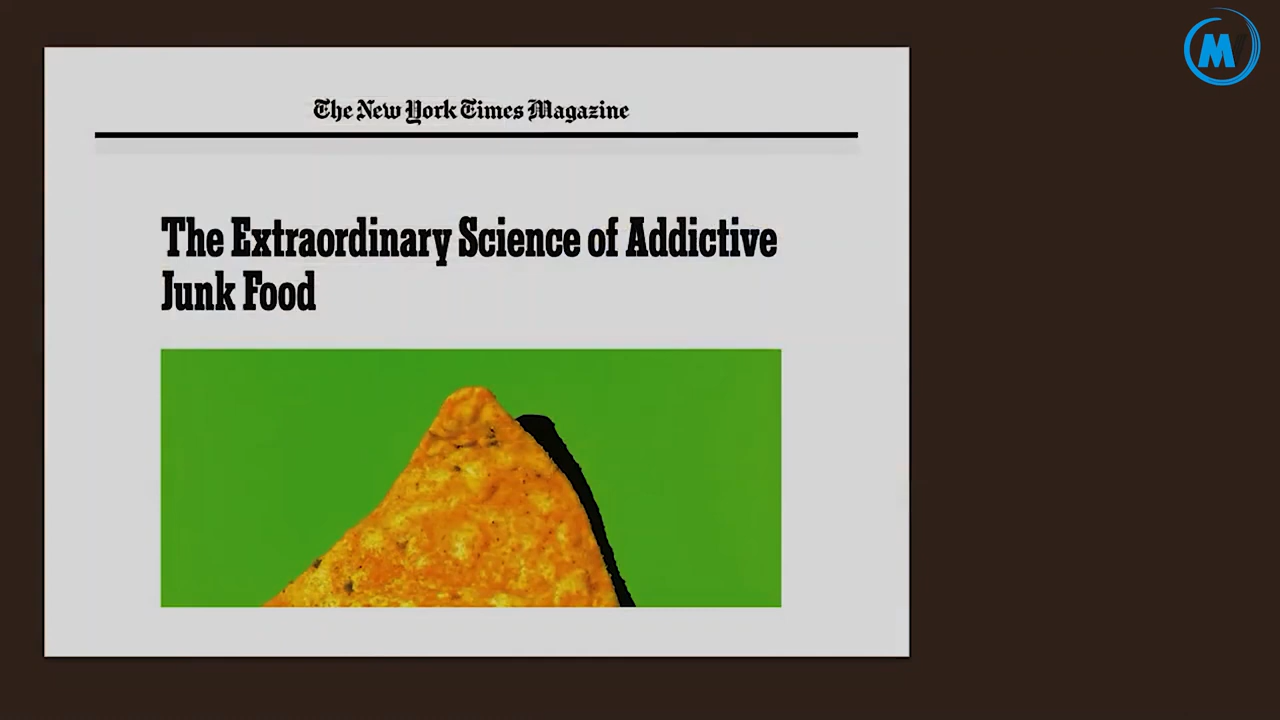 The New York Times Magazine
The Extraordinary Science of Addictive
Junk Food